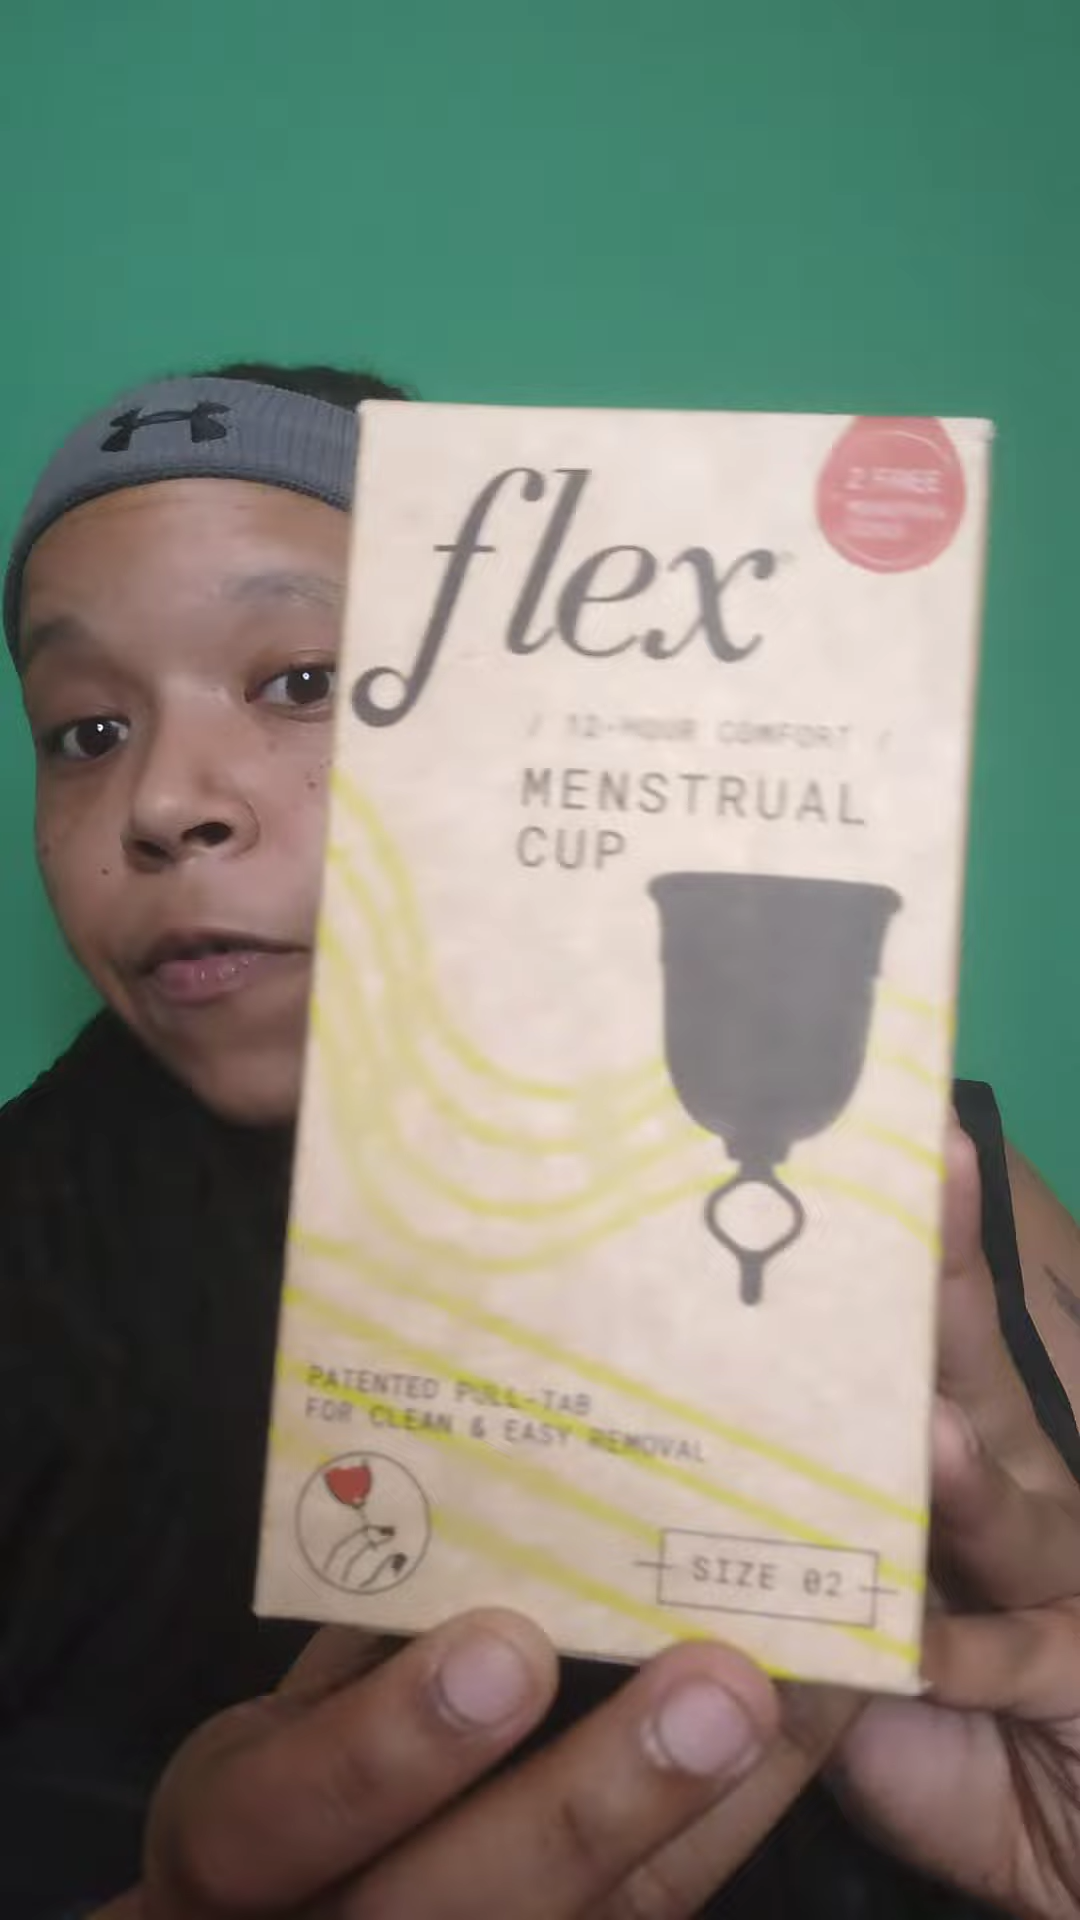 flex
2 FREE
/ 12-HOUR COMFORT /
MENSTRUAL
CUP
PATENTED PULL-TAB
FOR CLEAN & EASY REMOVAL
SIZE 02